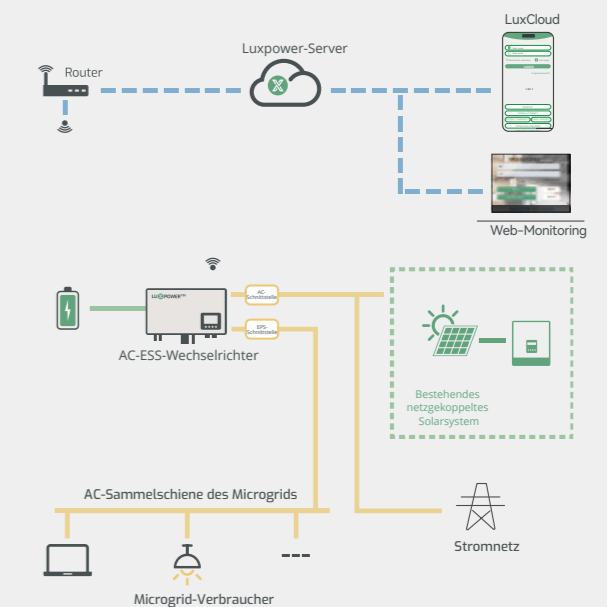 LuxCloud
Luxpower-Server
Router
Web-Monitoring
LUXPOWER™
AC-
Schnittstelle
EPS-
Schnittstelle
AC-ESS-Wechselrichter
Bestehendes
netzgekoppeltes
Solarsystem
AC-Sammelschiene des Microgrids
Stromnetz
Microgrid-Verbraucher